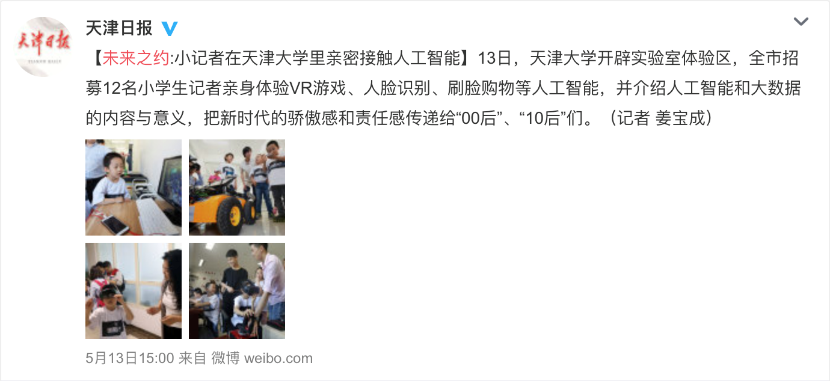 天津日报
天津日报
【未来之约:小记者在天津大学里亲密接触人工智能】13日，天津大学开辟实验室体验区，全市招
募12名小学生记者亲身体验VR游戏、人脸识别、刷脸购物等人工智能，并介绍人工智能和大数据
的内容与意义，把新时代的骄傲感和责任感传递给“00后”、“10后”们。（记者 姜宝成）
5月13日15:00 来自 微博 weibo.com